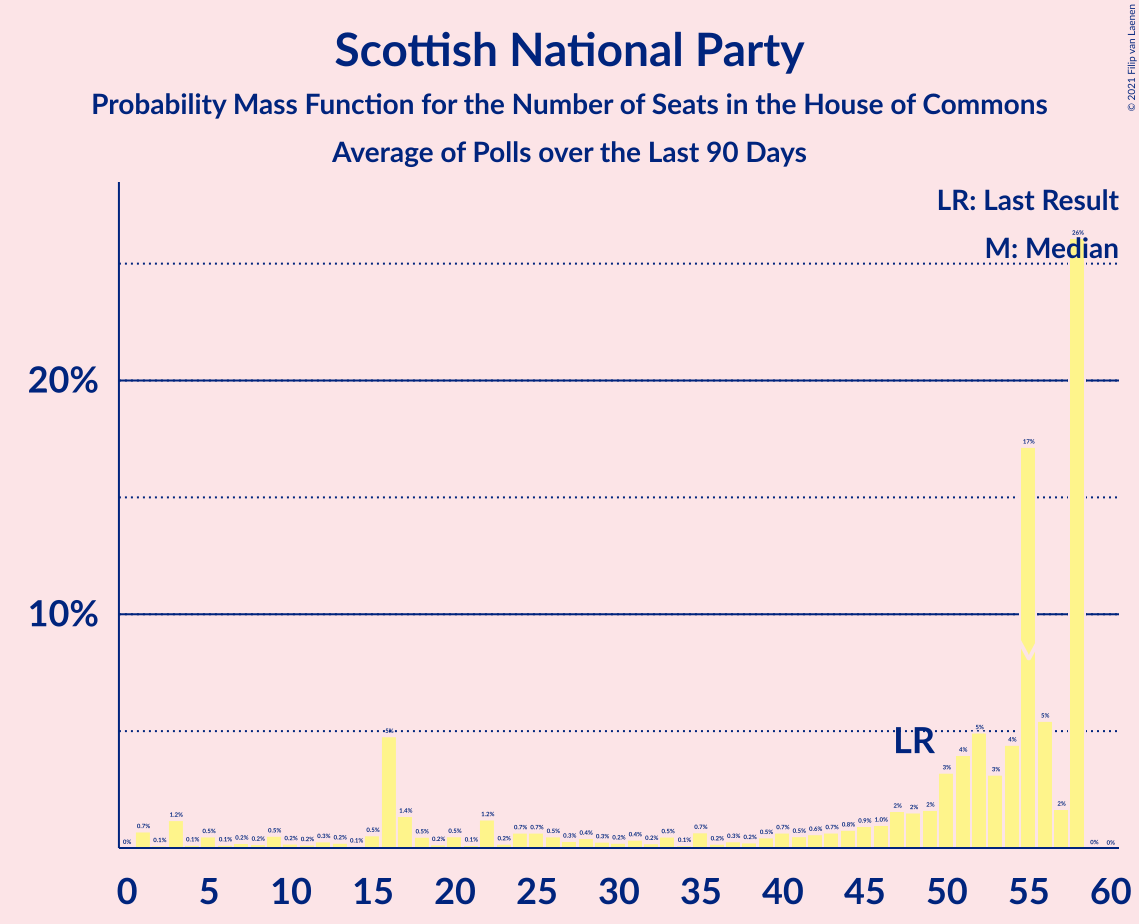 Scottish National Party
Probability Mass Function for the Number of Seats in the House of Commons
Average of Polls over the Last 90 Days
© 2021 Filip van Laenen
LR: Last Result
M: Median
20%
10%
LR
0% 0.7% 0.1% 1.2% 0.1% 0.5% 0.1% 0.2% 0.2% 0.5% 0.2% 0.2% 0.3% 0.2% 0.1% 0.5% 5% 1.4% 0.5% 0.2% 0.5% 0.1% 1.2% 0.2% 0.7% 0.7% 0.5% 0.3% 0.4% 0.3% 0.2% 0.4% 0.2% 0.5% 0.1% 0.7% 0.2% 0.3% 0.2% 0.5% 0.7% 0.5% 0.6% 0.7% 0.8% 0.9% 1.0% 2% 2% 2% 3% 4% 5% 3% 4% 17% 5% 2% 26% 0% 0%
0 5 10 15 20 25 30 35 40 45 50 55 60